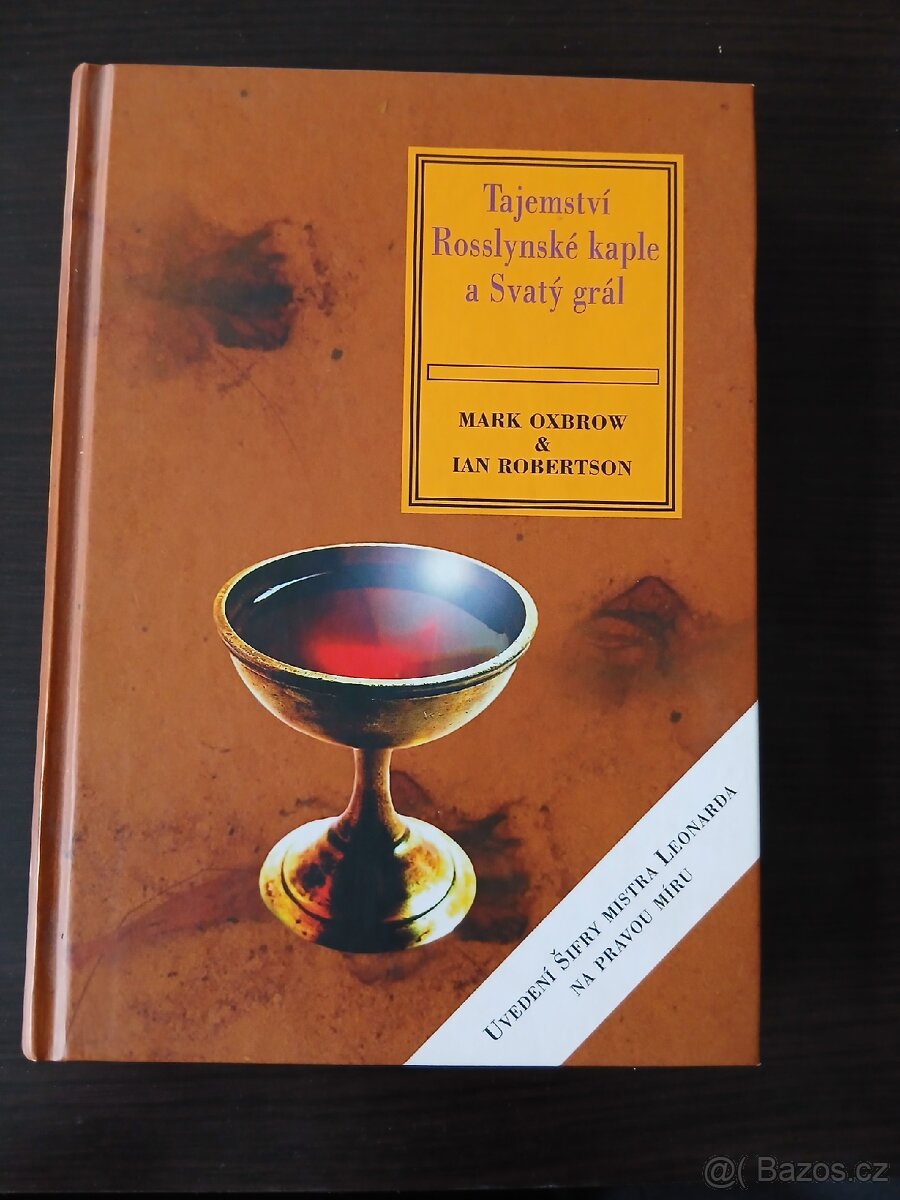 Tajemství
Rosslynské kaple
a Svatý grál
MARK OXBROW
&
IAN ROBERTSON
UVEDENÍ ŠIFRY MISTRA LEONARDA
NA PRAVOU MÍRU
@( Bazos.cz